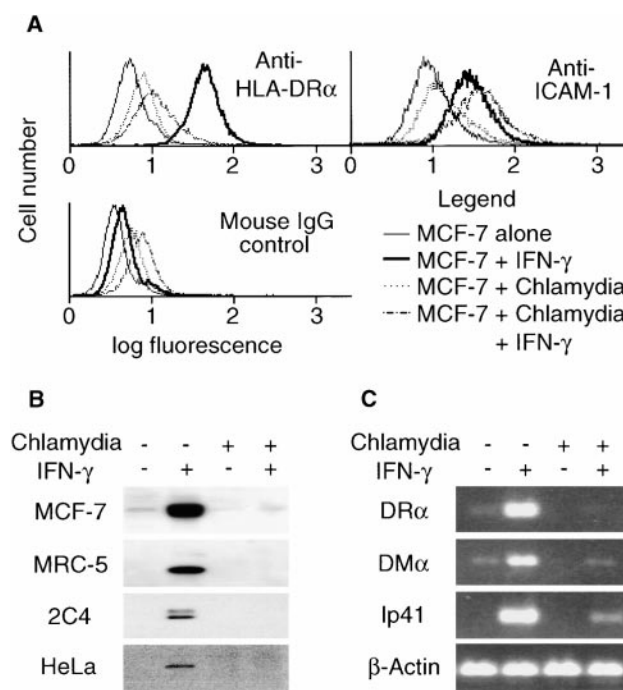 A
Anti-
HLA-DRα
Anti-
ICAM-1
Cell number
0 1 2 3
0 1 2 3
Mouse IgG
control
0 1 2 3
log fluorescence
Legend
MCF-7 alone
MCF-7 + IFN-γ
MCF-7 + Chlamydia
MCF-7 + Chlamydia
+ IFN-γ
B
Chlamydia - - + +
IFN-γ - + - +
MCF-7
MRC-5
2C4
HeLa
C
Chlamydia - - + +
IFN-γ - + - +
DRα
DMα
Ip41
β-Actin